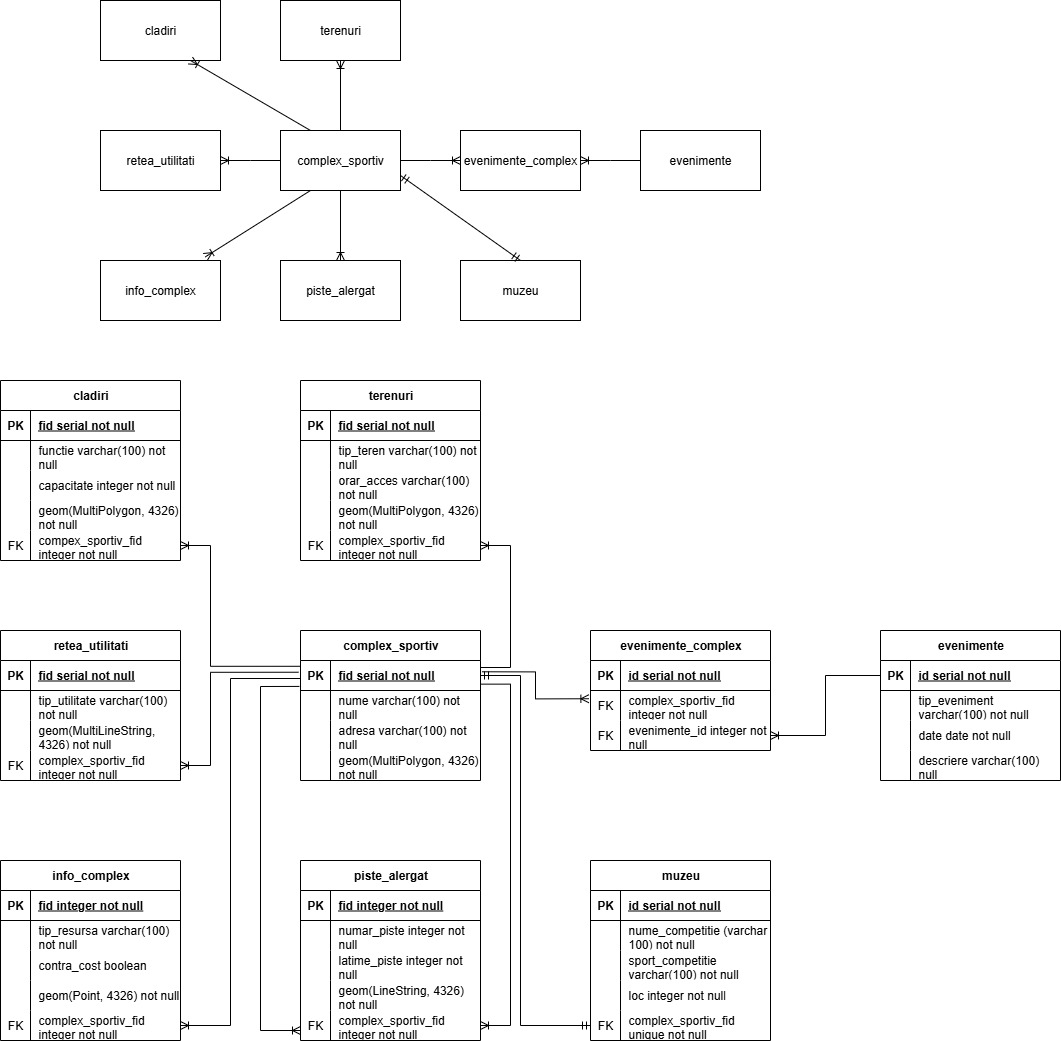 cladiri
terenuri
retea_utilitati
complex_sportiv
evenimente_complex
evenimente
info_complex
piste_alergat
muzeu
cladiri
PK
fid serial not null
functie varchar(100) not
null
capacitate integer not null
geom(MultiPolygon, 4326)
not null
FK
compex_sportiv_fid
integer not null
terenuri
PK
fid serial not null
tip_teren varchar(100) not
null
orar_acces varchar(100)
not null
geom(MultiPolygon, 4326)
not null
FK
complex_sportiv_fid
integer not null
retea_utilitati
PK
fid serial not null
tip_utilitate varchar(100)
not null
geom(MultiLineString,
4326) not null
FK
complex_sportiv_fid
integer not null
complex_sportiv
PK
fid serial not null
nume varchar(100) not
null
adresa varchar(100) not
null
geom(MultiPolygon, 4326)
not null
evenimente_complex
PK
id serial not null
FK
complex_sportiv_fid
integer not null
FK
evenimente_id integer not
null
evenimente
PK
id serial not null
tip_eveniment
varchar(100) not null
date date not null
descriere varchar(100)
null
info_complex
PK
fid integer not null
tip_resursa varchar(100)
not null
contra_cost boolean
geom(Point, 4326) not null
FK
complex_sportiv_fid
integer not null
piste_alergat
PK
fid integer not null
numar_piste integer not
null
latime_piste integer not
null
geom(LineString, 4326)
not null
FK
complex_sportiv_fid
integer not null
muzeu
PK
id serial not null
nume_competitie (varchar
100) not null
sport_competitie
varchar(100) not null
loc integer not null
FK
complex_sportiv_fid
unique not null